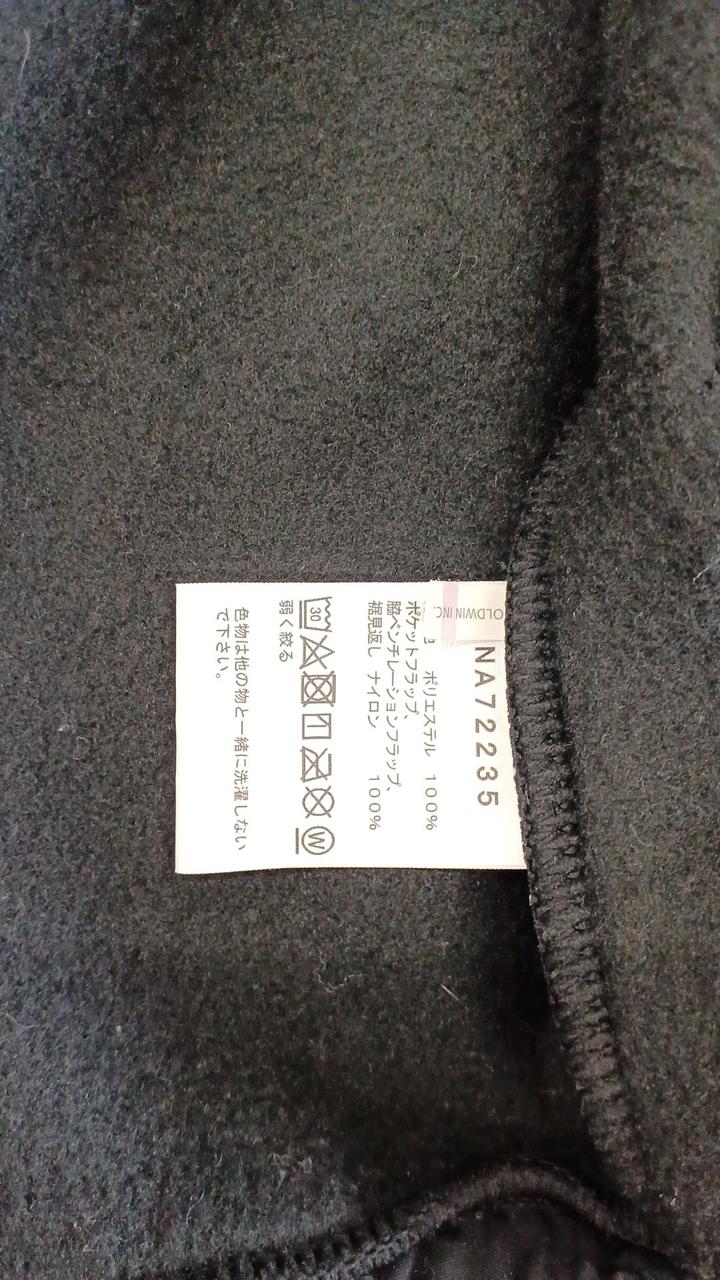 OLDWIN INC.
NA72235
ポリエステル 100%
ポケットフラップ、
脇ベンチレーションフラップ、
裾見返し ナイロン 100%
30
W
弱く絞る
色物は他の物と一緒に洗濯しない
で下さい。